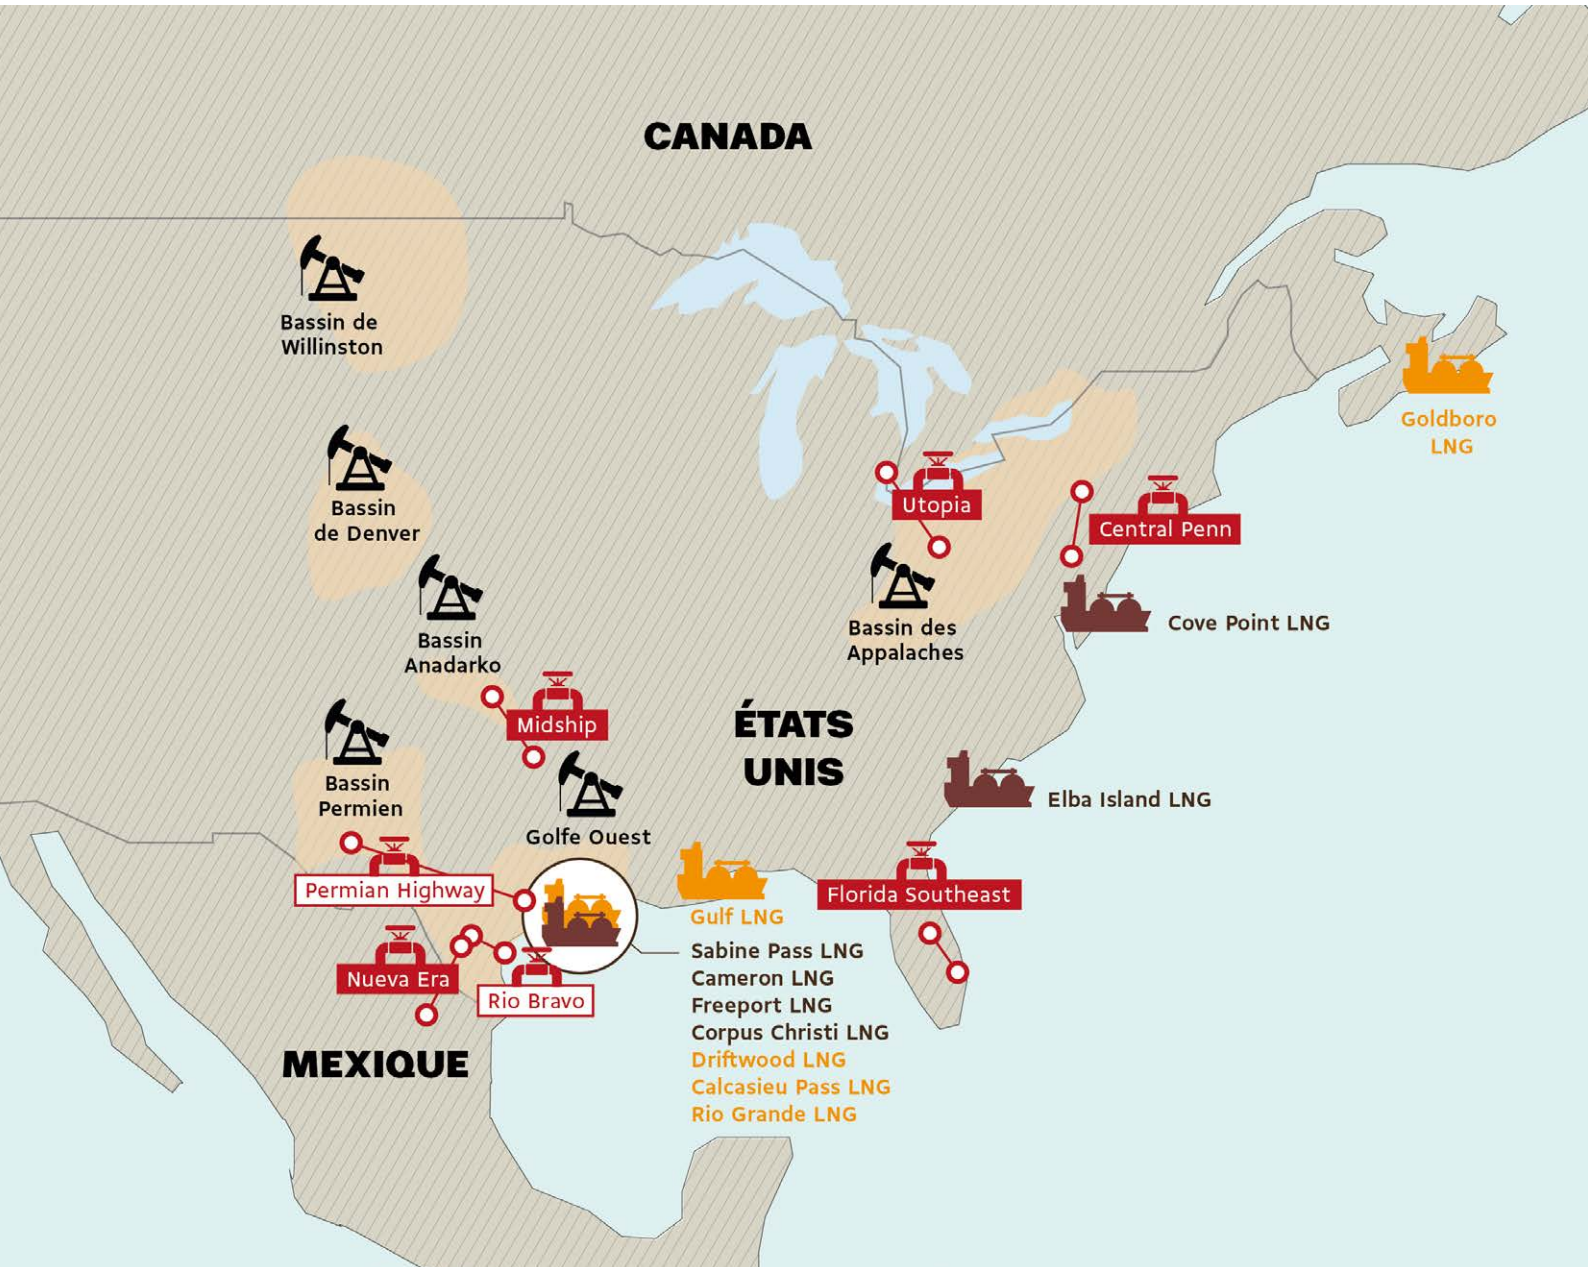 CANADA
Bassin de
Willinston
Goldboro
LNG
Bassin
de Denver
Utopia
Central Penn
Bassin
Anadarko
Bassin des
Appalaches
Cove Point LNG
Midship
ÉTATS
UNIS
Bassin
Permien
Golfe Ouest
Elba Island LNG
Permian Highway
Gulf LNG
Florida Southeast
Sabine Pass LNG
Cameron LNG
Freeport LNG
Corpus Christi LNG
Driftwood LNG
Calcasieu Pass LNG
Rio Grande LNG
Nueva Era
Rio Bravo
MEXIQUE